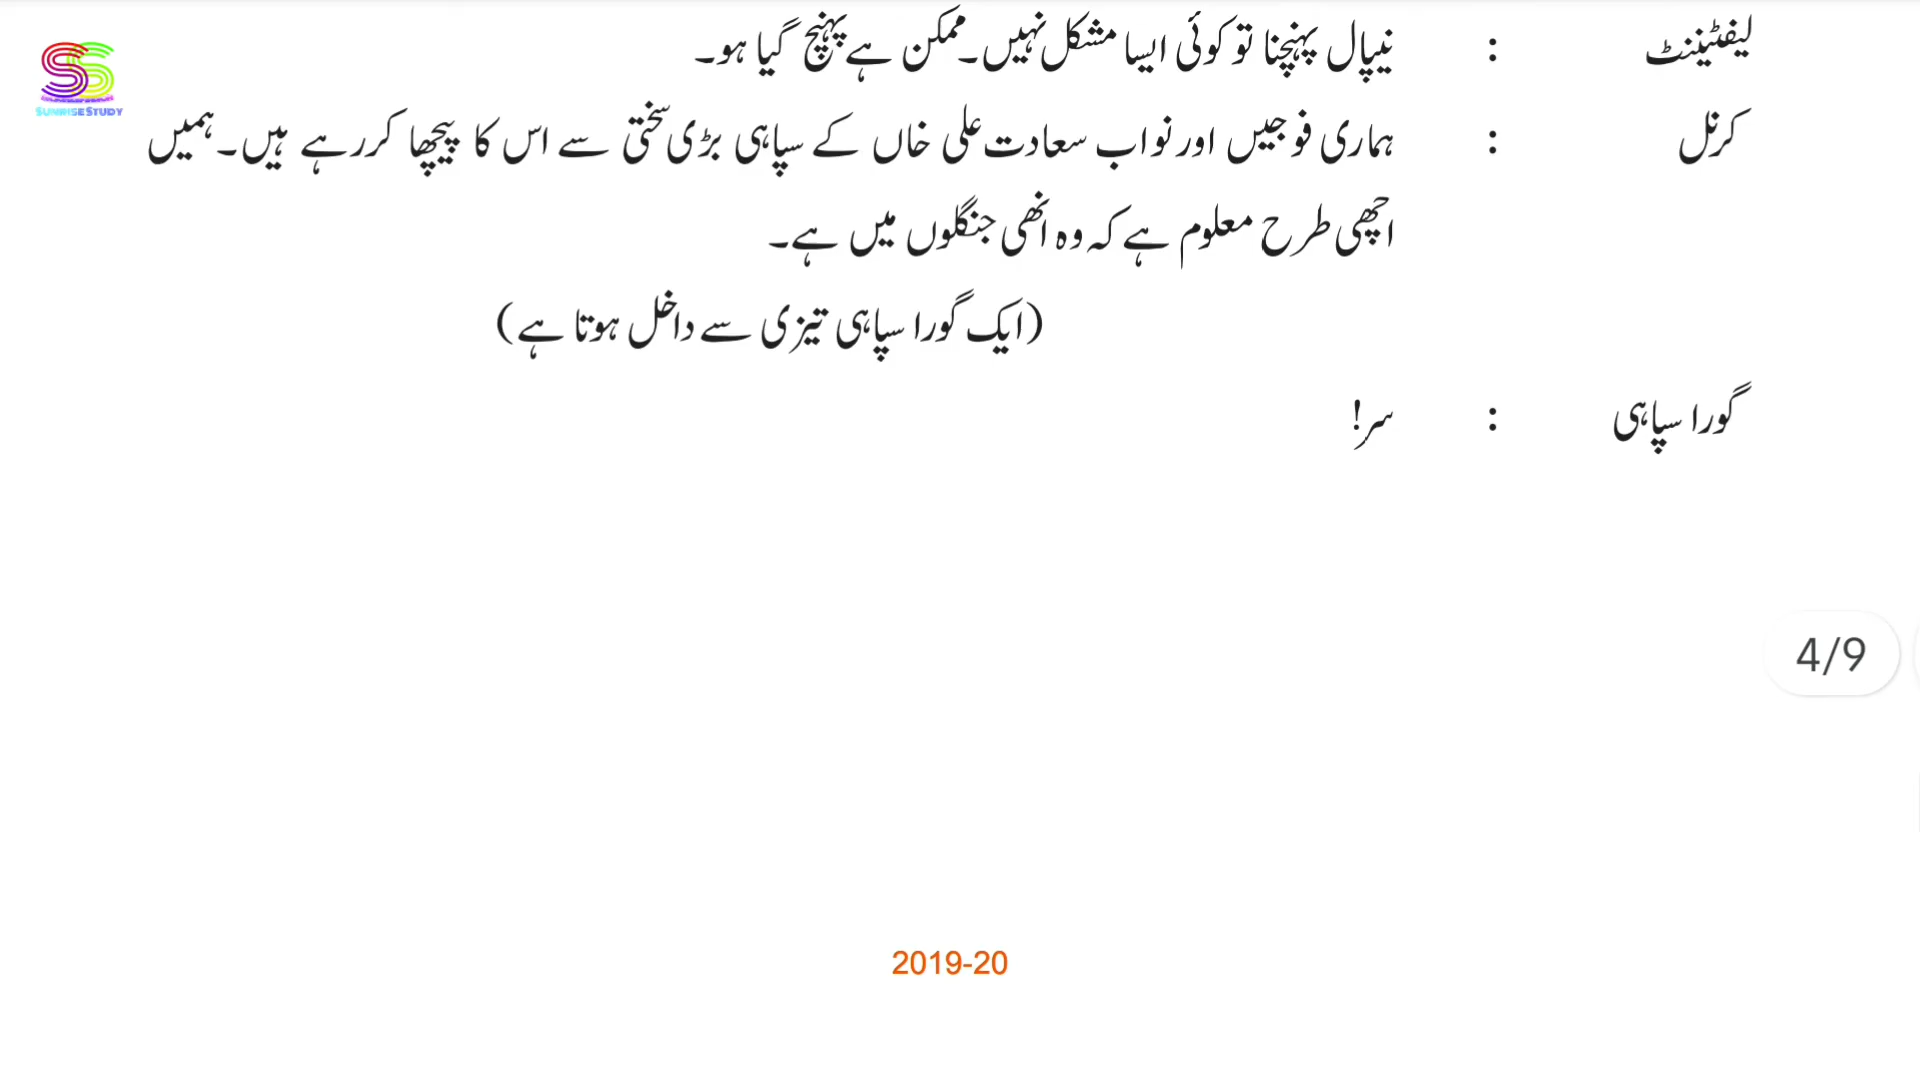 لیفٹیننٹ : نیپال پہنچنا تو کوئی ایسا مشکل نہیں۔ ممکن ہے پہنچ گیا ہو۔
کرنل : ہماری فوجیں اور نواب سعادت علی خاں کے سپاہی بڑی سختی سے اس کا پیچھا کررہے ہیں۔ ہمیں
اچھی طرح معلوم ہے کہ وہ انھی جنگلوں میں ہے۔
(ایک گورا سپاہی تیزی سے داخل ہوتا ہے)
گورا سپاہی : سر!
SS
SUNRISE STUDY
4/9
2019-20